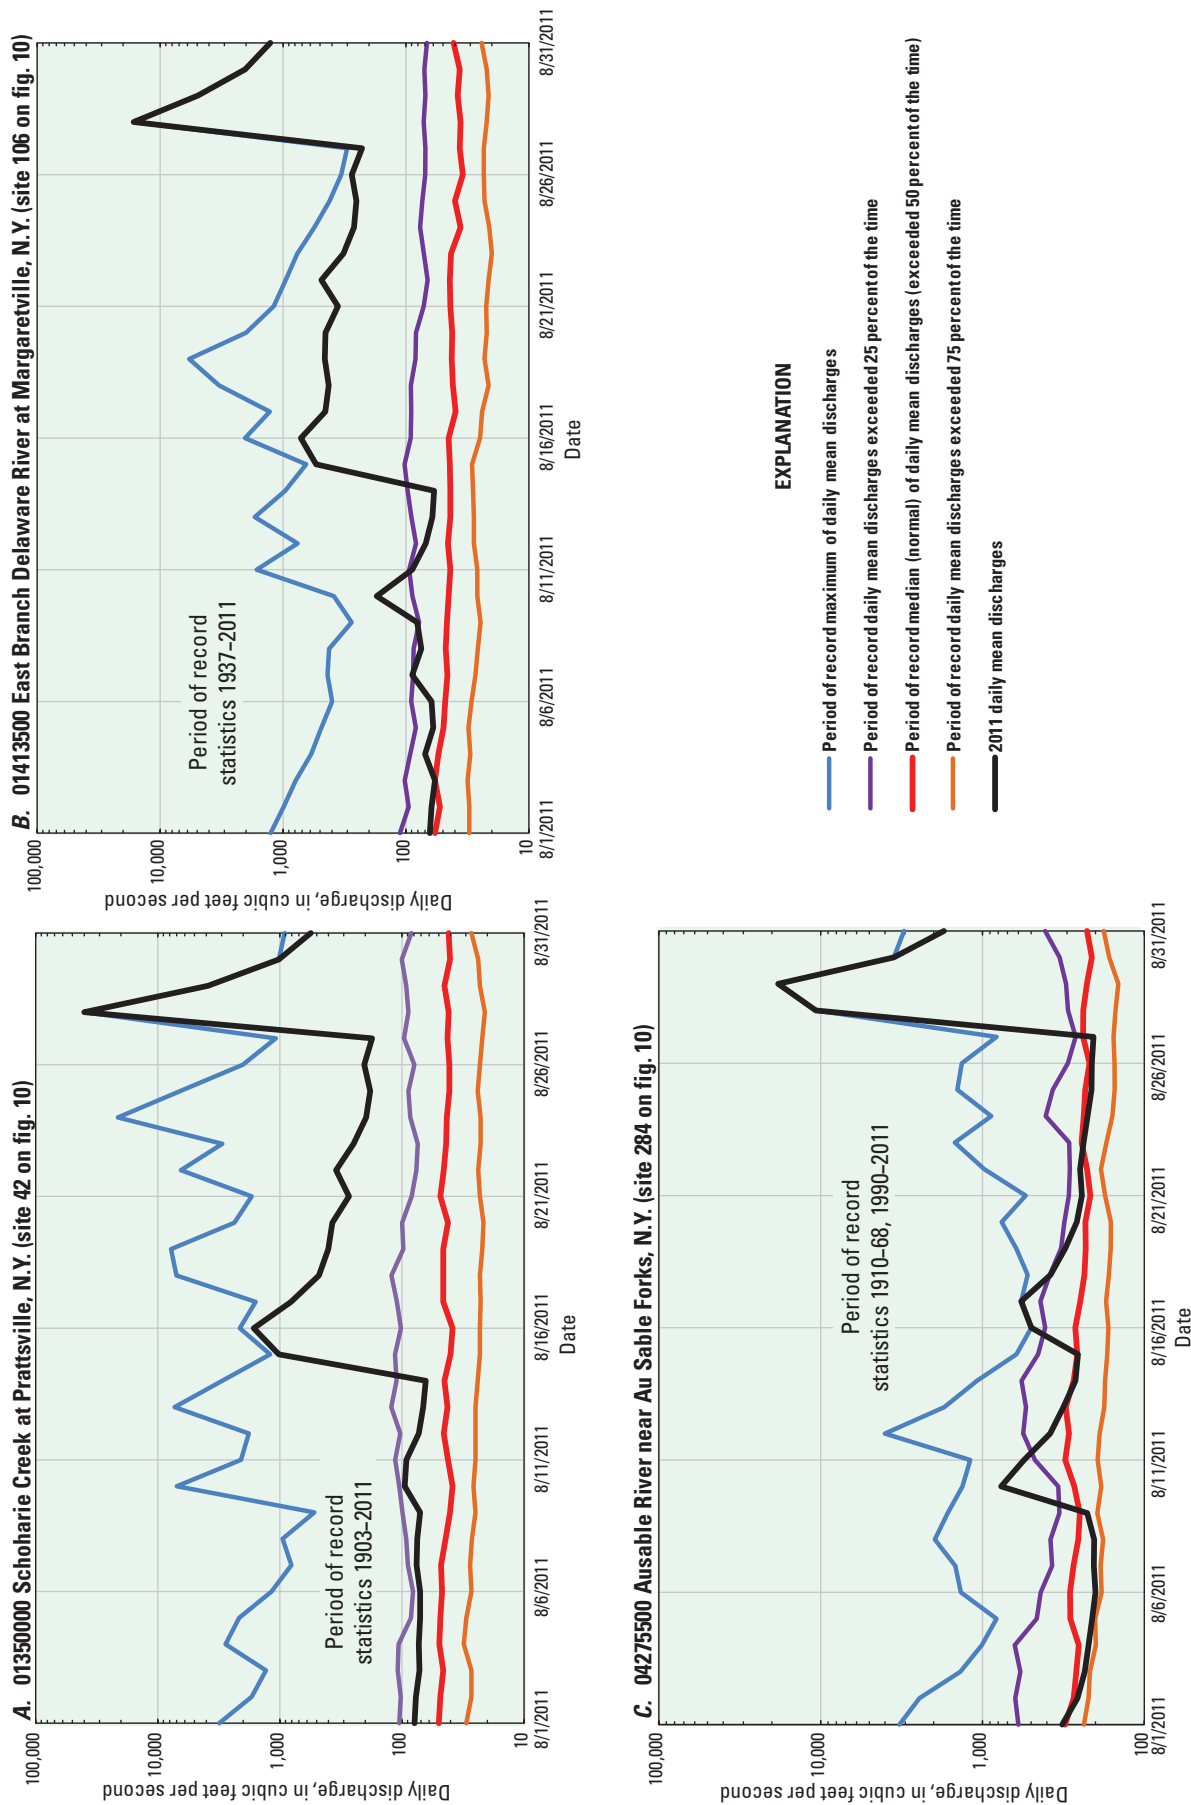 A. 01350000 Schoharie Creek at Prattsville, N.Y. (site 42 on fig. 10)
Daily discharge, in cubic feet per second
100,000
10,000
1,000
100
10
Period of record
statistics 1903–2011
8/1/2011
8/6/2011
8/11/2011
8/16/2011
8/21/2011
8/26/2011
8/31/2011
Date
B. 01413500 East Branch Delaware River at Margaretville, N.Y. (site 106 on fig. 10)
Daily discharge, in cubic feet per second
100,000
10,000
1,000
100
10
Period of record
statistics 1937–2011
8/1/2011
8/6/2011
8/11/2011
8/16/2011
8/21/2011
8/26/2011
8/31/2011
Date
C. 04275500 Ausable River near Au Sable Forks, N.Y. (site 284 on fig. 10)
Daily discharge, in cubic feet per second
100,000
10,000
1,000
100
Period of record
statistics 1910–68, 1990–2011
8/1/2011
8/6/2011
8/11/2011
8/16/2011
8/21/2011
8/26/2011
8/31/2011
Date
EXPLANATION
Period of record maximum of daily mean discharges
Period of record daily mean discharges exceeded 25 percent of the time
Period of record median (normal) of daily mean discharges (exceeded 50 percent of the time)
Period of record daily mean discharges exceeded 75 percent of the time
2011 daily mean discharges